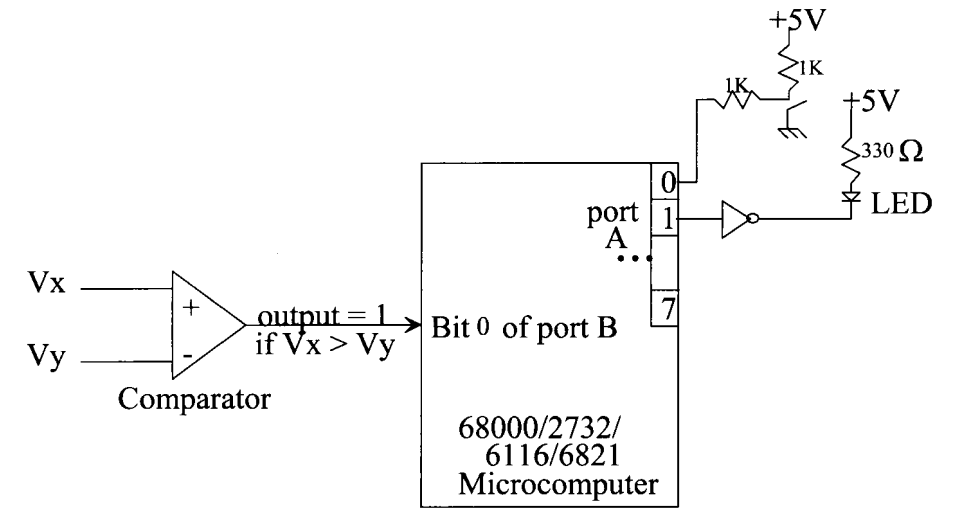 +5V
1K
1K
+5V
330 Ω
LED
0
port
A
1
7
Vx
+
output = 1
if Vx > Vy
Bit 0 of port B
Vy
-
Comparator
68000/2732/
6116/6821
Microcomputer